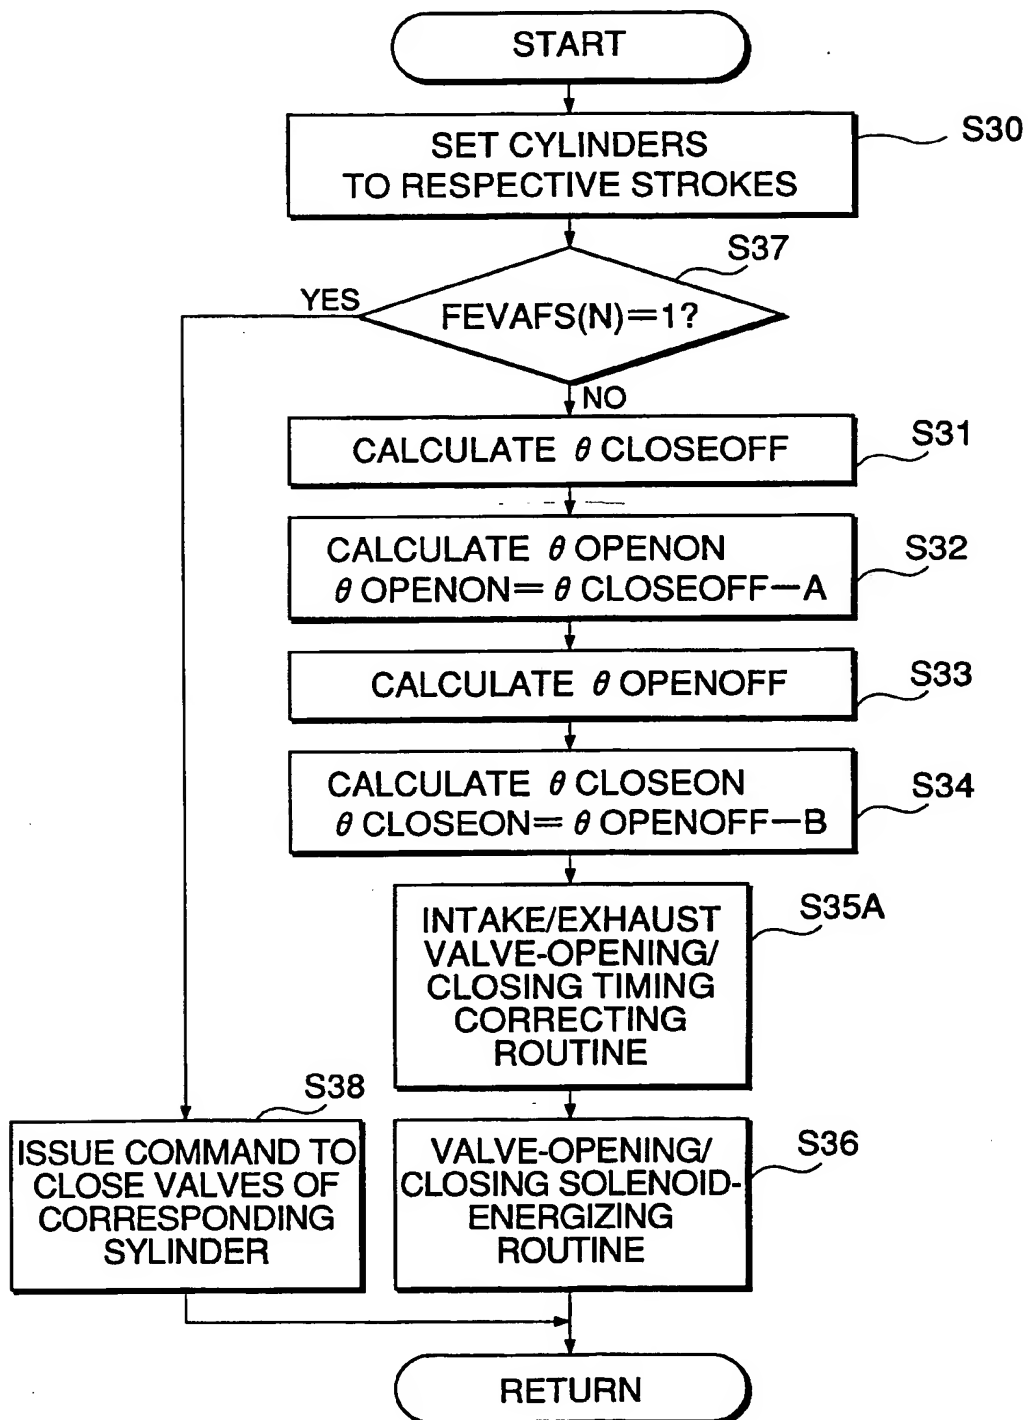 START
SET CYLINDERS
TO RESPECTIVE STROKES
S30
S37
YES
FEVAFS(N)=1?
NO
CALCULATE θ CLOSEOFF
S31
CALCULATE θ OPENON
θ OPENON= θ CLOSEOFF-A
S32
CALCULATE θ OPENOFF
S33
CALCULATE θ CLOSEON
θ CLOSEON= θ OPENOFF-B
S34
INTAKE/EXHAUST
VALVE-OPENING/
CLOSING TIMING
CORRECTING
ROUTINE
S35A
S38
ISSUE COMMAND TO
CLOSE VALVES OF
CORRESPONDING
SYLINDER
VALVE-OPENING/
CLOSING SOLENOID-
ENERGIZING
ROUTINE
S36
RETURN